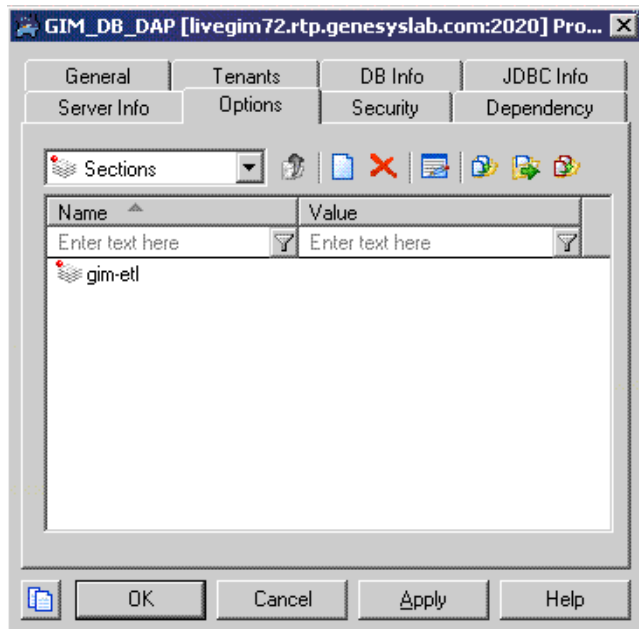 GIM_DB_DAP [livegim72.rtp.genesyslab.com:2020] Pro...
General Tenants DB Info JDBC Info
Server Info Options Security Dependency
Sections
Name Value
Enter text here Enter text here
gim-etl
OK Cancel Apply Help